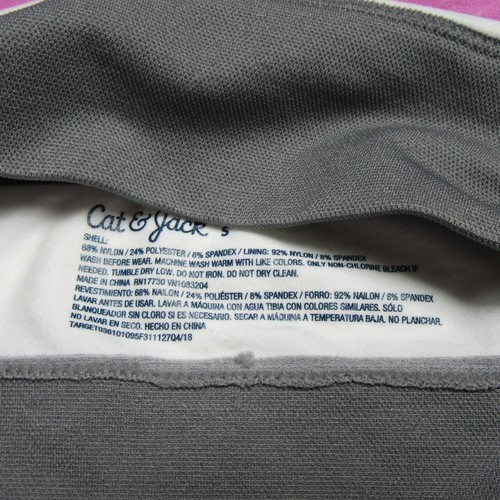 Cat & Jack S
SHELL:
68% NYLON / 24% POLYESTER / 8% SPANDEX / LINING: 92% NYLON / 8% SPANDEX
WASH BEFORE WEAR. MACHINE WASH WARM WITH LIKE COLORS. ONLY NON-CHLORINE BLEACH IF
NEEDED. TUMBLE DRY LOW. DO NOT IRON. DO NOT DRY CLEAN.
MADE IN CHINA RN17730 VN1083204
REVESTIMIENTO: 68% NAILON / 24% POLIÉSTER / 8% SPANDEX / FORRO: 92% NAILON / 8% SPANDEX
LAVAR ANTES DE USAR. LAVAR A MÁQUINA CON AGUA TIBIA CON COLORES SIMILARES. SÓLO
BLANQUEADOR SIN CLORO SI ES NECESARIO. SECAR A MÁQUINA A TEMPERATURA BAJA. NO PLANCHAR.
NO LAVAR EN SECO. HECHO EN CHINA
TARGET036101095F311127Q4/18